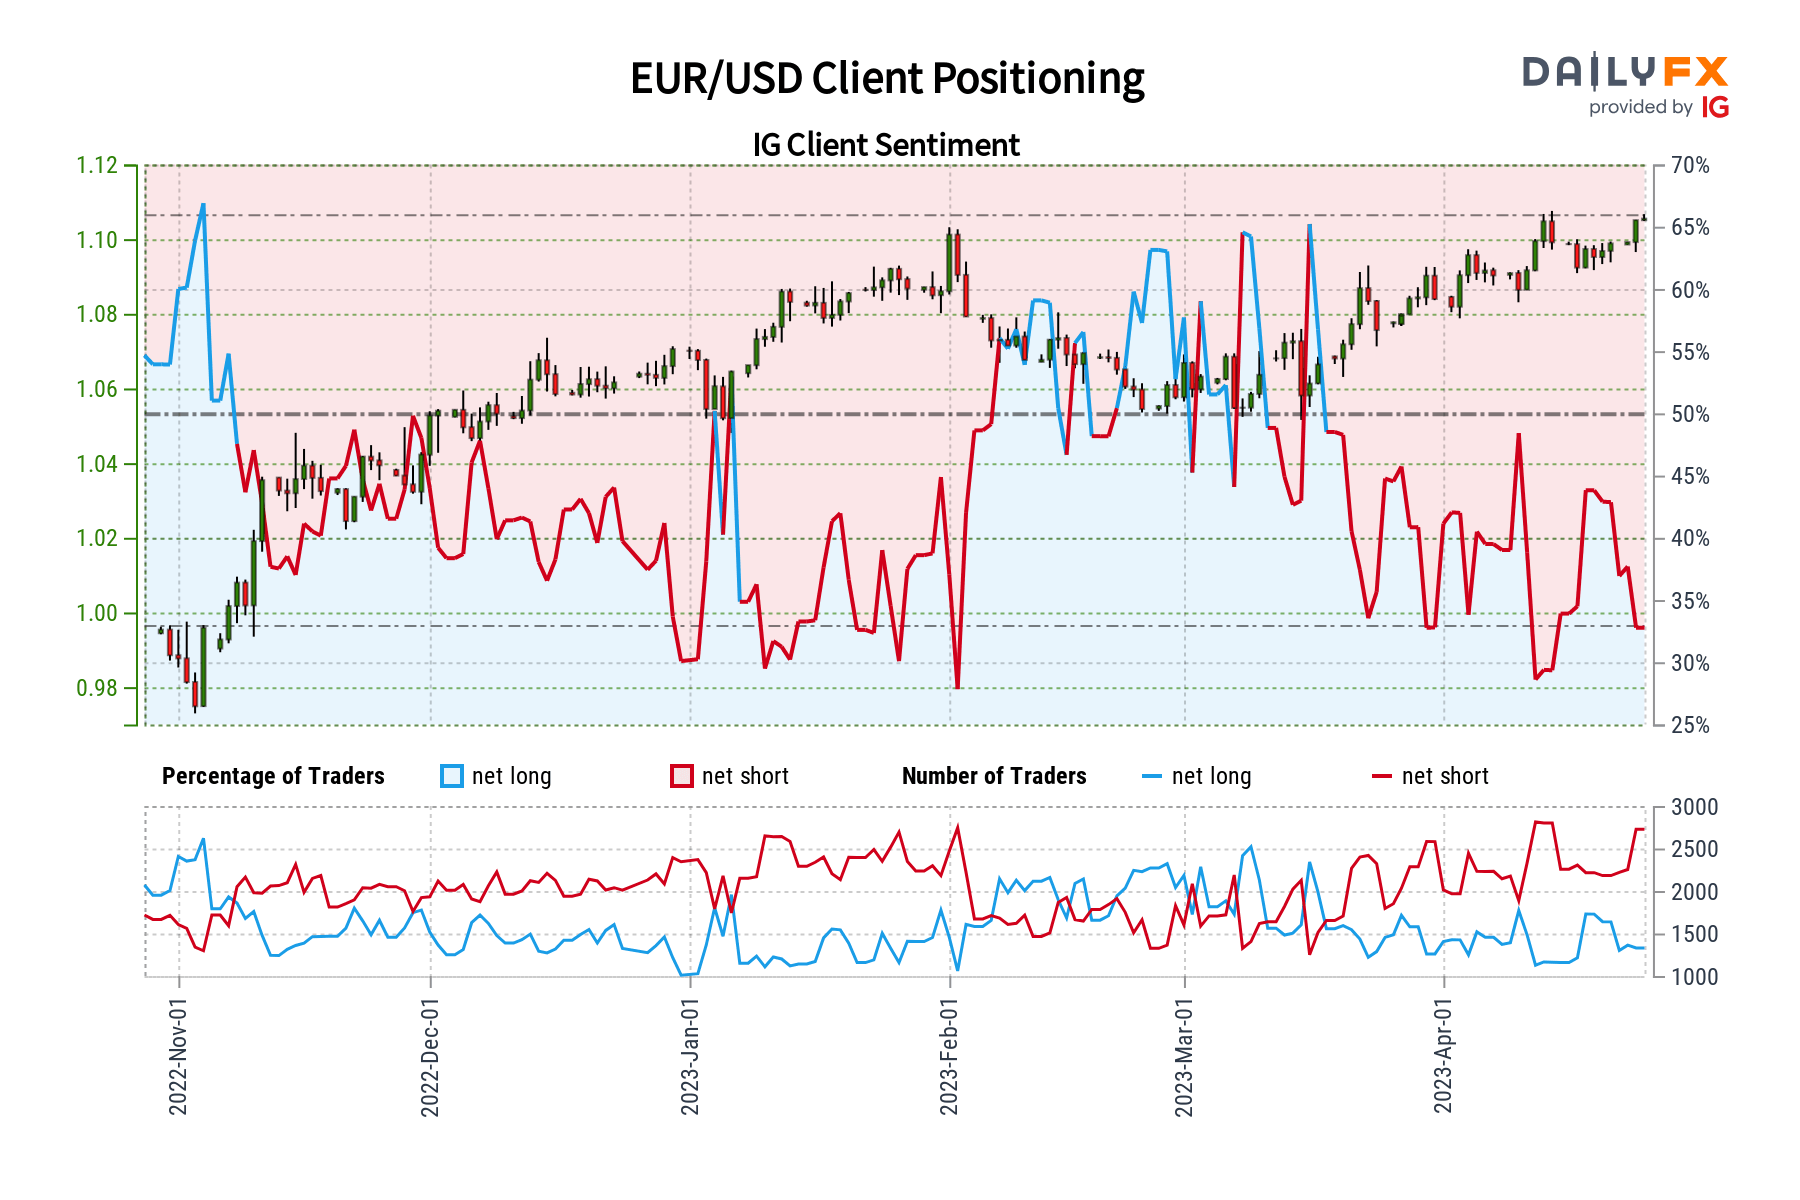 EUR/USD Client Positioning
DAILYFX
provided by IG
IG Client Sentiment
1.12
1.10
1.08
1.06
1.04
1.02
1.00
0.98
70%
65%
60%
55%
50%
45%
40%
35%
30%
25%
Percentage of Traders net long net short Number of Traders net long net short
3000
2500
2000
1500
1000
2022-Nov-01
2022-Dec-01
2023-Jan-01
2023-Feb-01
2023-Mar-01
2023-Apr-01